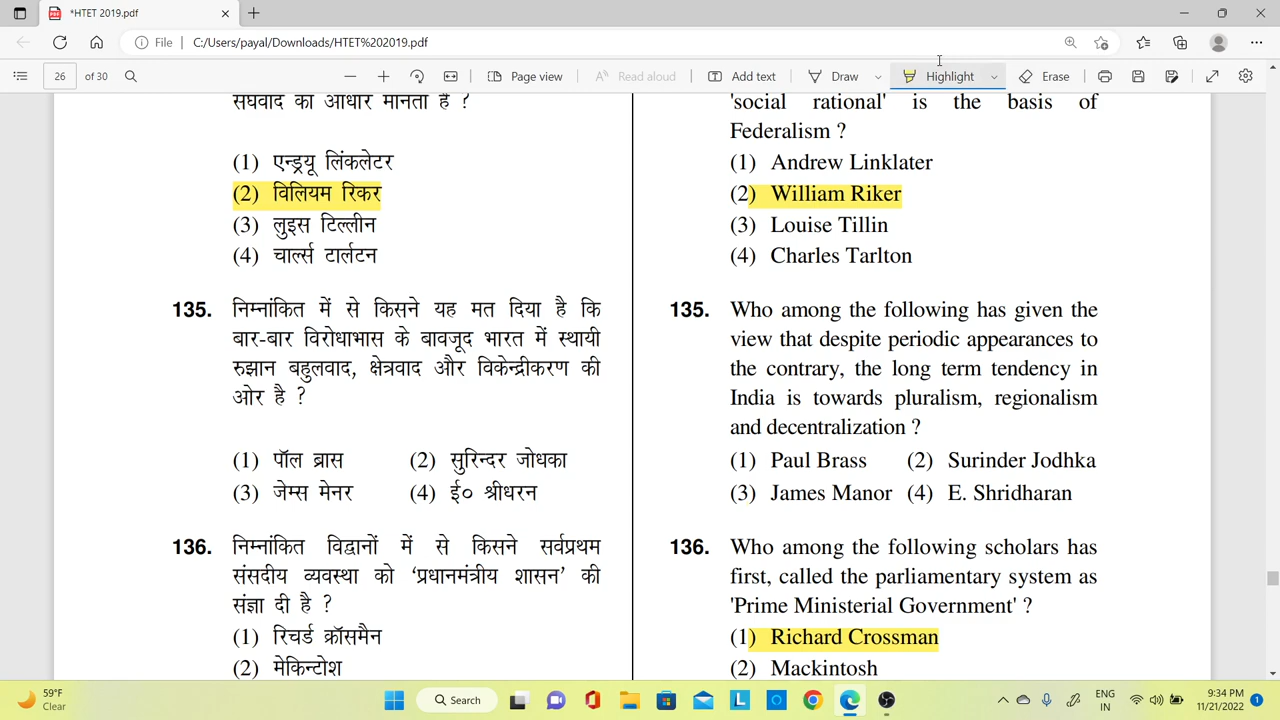 *HTET 2019.pdf
File
C:/Users/payal/Downloads/HTET%202019.pdf
26
of 30
Page view
Read aloud
Add text
Draw
Highlight
Erase
संघवाद का आधार मानता है ?
(1) एन्ड्रयू लिंकलेटर
(2) विलियम रिकर
(3) लुइस टिल्लीन
(4) चार्ल्स टार्लटन
135. निम्नांकित में से किसने यह मत दिया है कि
बार-बार विरोधाभास के बावजूद भारत में स्थायी
रुझान बहुलवाद, क्षेत्रवाद और विकेन्द्रीकरण की
ओर है ?
(1) पॉल ब्रास (2) सुरिन्दर जोधका
(3) जेम्स मेनर (4) ई० श्रीधरन
136. निम्नांकित विद्वानों में से किसने सर्वप्रथम
संसदीय व्यवस्था को ‘प्रधानमंत्रीय शासन’ की
संज्ञा दी है ?
(1) रिचर्ड क्रॉसमैन
(2) मेकिन्टोश
'social rational' is the basis of
Federalism ?
(1) Andrew Linklater
(2) William Riker
(3) Louise Tillin
(4) Charles Tarlton
135. Who among the following has given the
view that despite periodic appearances to
the contrary, the long term tendency in
India is towards pluralism, regionalism
and decentralization ?
(1) Paul Brass (2) Surinder Jodhka
(3) James Manor (4) E. Shridharan
136. Who among the following scholars has
first, called the parliamentary system as
'Prime Ministerial Government' ?
(1) Richard Crossman
(2) Mackintosh
59°F
Clear
Search
ENG
IN
9:34 PM
11/21/2022
1